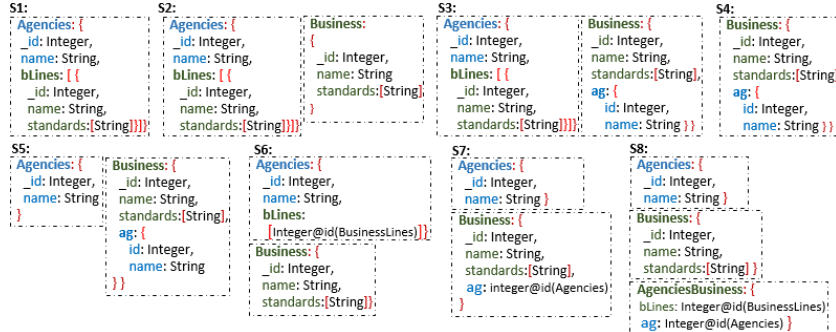 S1:
Agencies: {
_id: Integer,
name: String,
bLines: [ {
_id: Integer,
name: String,
standards:[String]}]}
S2:
Agencies: {
_id: Integer,
name: String,
bLines: [ {
_id: Integer,
name: String,
standards:[String]}]}
Business:
{
_id: Integer,
name: String
standards:[String]
}
S3:
Agencies: {
_id: Integer,
name: String,
bLines: [ {
_id: Integer,
name: String,
standards:[String]}]}
Business: {
_id: Integer,
name: String,
standards:[String],
ag: {
id: Integer,
name: String } }
S4:
Business: {
_id: Integer,
name: String,
standards:[String],
ag: {
id: Integer,
name: String } }
S5:
Agencies: {
_id: Integer,
name: String
}
Business: {
_id: Integer,
name: String,
standards:[String],
ag: {
id: Integer,
name: String
} }
S6:
Agencies: {
_id: Integer,
name: String,
bLines:
[Integer@id(BusinessLines)]}
Business: {
_id: Integer,
name: String,
standards:[String]}
S7:
Agencies: {
_id: Integer,
name: String }
Business: {
_id: Integer,
name: String,
standards:[String],
ag: integer@id(Agencies)
}
S8:
Agencies: {
_id: Integer,
name: String }
Business: {
_id: Integer,
name: String,
standards:[String] }
AgenciesBusiness: {
bLines: Integer@id(BusinessLines)
ag: Integer@id(Agencies) }